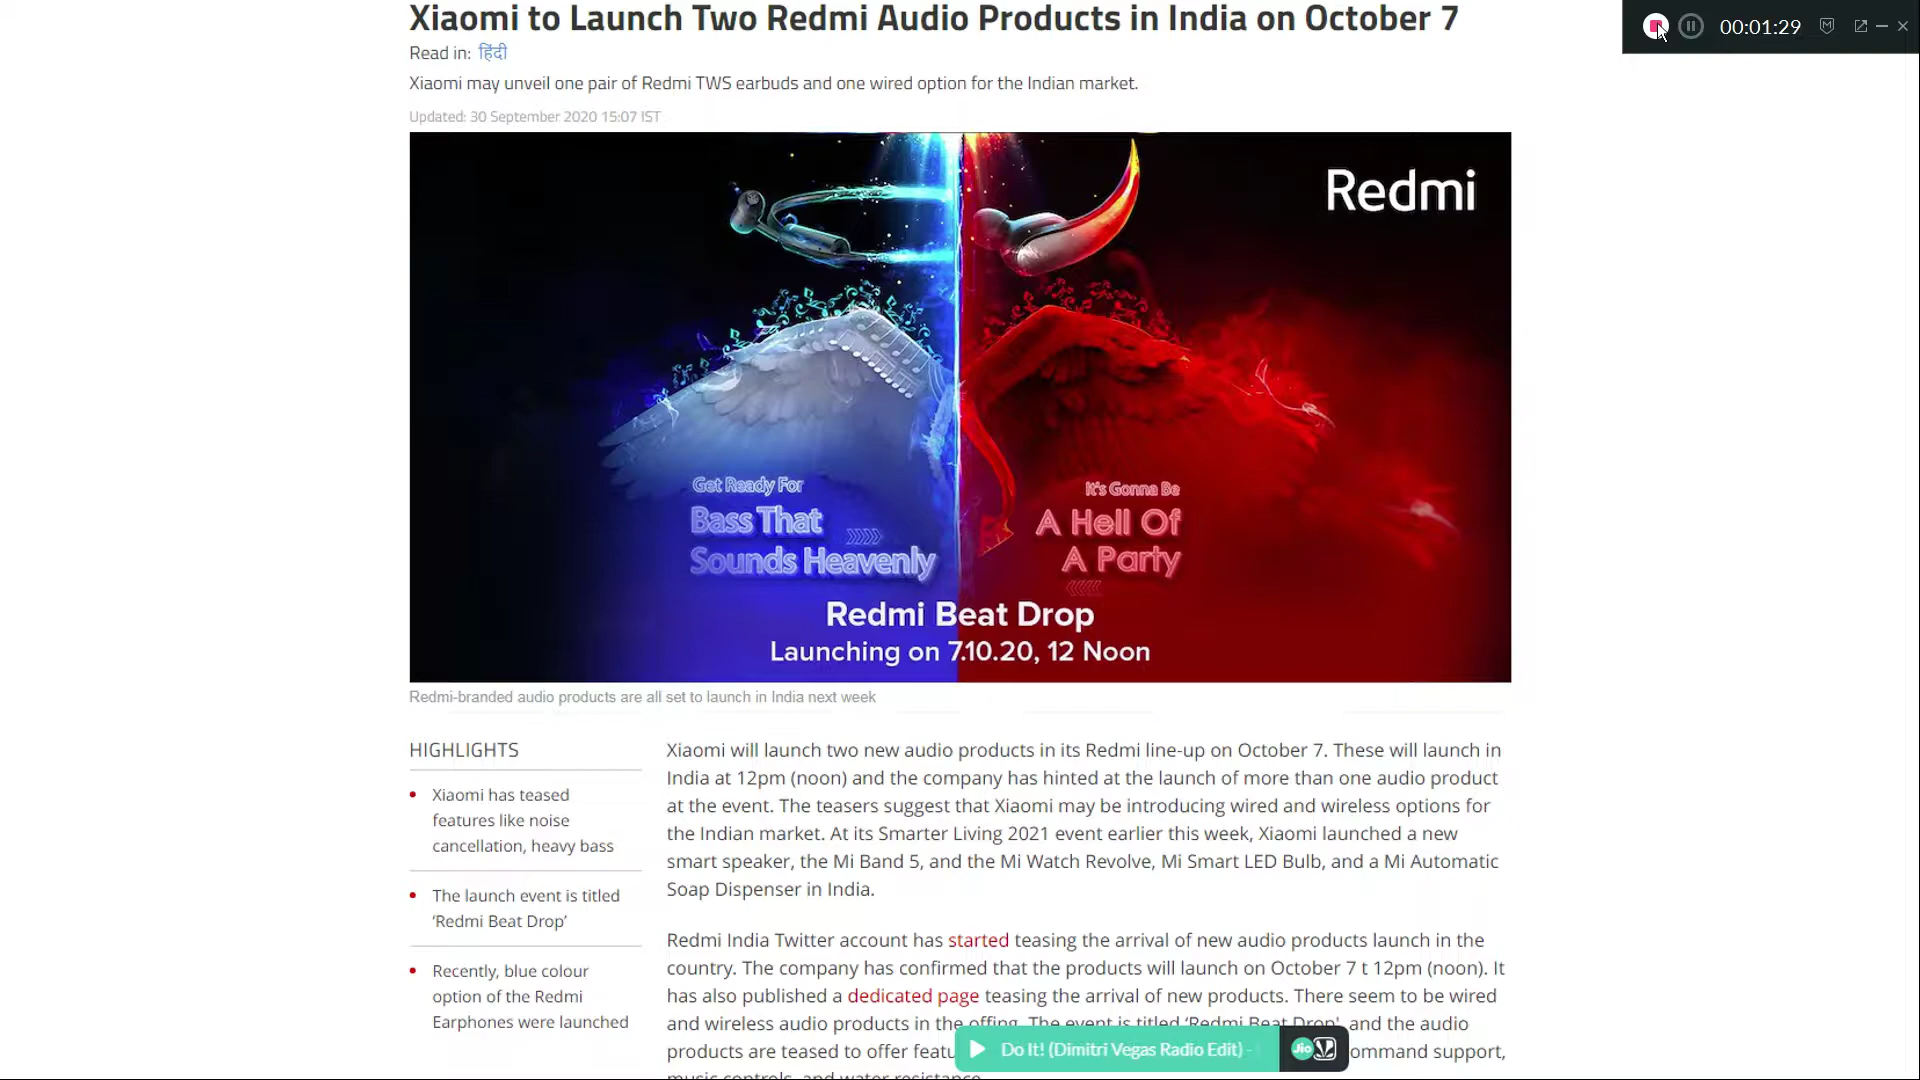 Xiaomi to Launch Two Redmi Audio Products in India on October 7
Read in: हिंदी
Xiaomi may unveil one pair of Redmi TWS earbuds and one wired option for the Indian market.
Updated: 30 September 2020 15:07 IST
00:01:29
Redmi
Get Ready For
Bass That
Sounds Heavenly
It's Gonna Be
A Hell Of
A Party
Redmi Beat Drop
Launching on 7.10.20, 12 Noon
Redmi-branded audio products are all set to launch in India next week
HIGHLIGHTS
Xiaomi has teased
features like noise
cancellation, heavy bass
The launch event is titled
‘Redmi Beat Drop’
Recently, blue colour
option of the Redmi
Earphones were launched
Xiaomi will launch two new audio products in its Redmi line-up on October 7. These will launch in
India at 12pm (noon) and the company has hinted at the launch of more than one audio product
at the event. The teasers suggest that Xiaomi may be introducing wired and wireless options for
the Indian market. At its Smarter Living 2021 event earlier this week, Xiaomi launched a new
smart speaker, the Mi Band 5, and the Mi Watch Revolve, Mi Smart LED Bulb, and a Mi Automatic
Soap Dispenser in India.
Redmi India Twitter account has started teasing the arrival of new audio products launch in the
country. The company has confirmed that the products will launch on October 7 t 12pm (noon). It
has also published a dedicated page teasing the arrival of new products. There seem to be wired
and wireless audio products in the offing. The event is titled ‘Redmi Beat Drop', and the audio
products are teased to offer featu ommand support,
music controls, and water resistance.
Do It! (Dimitri Vegas Radio Edit) -
Jio